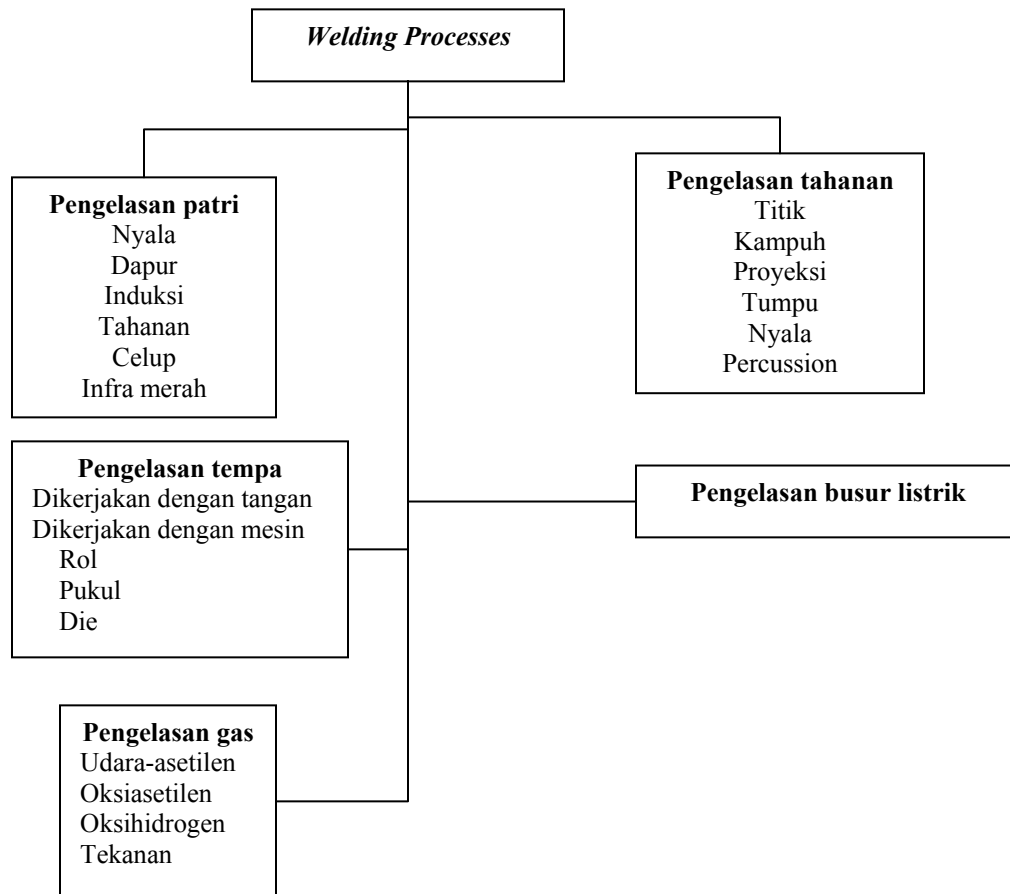 Welding Processes
Pengelasan patri
Nyala
Dapur
Induksi
Tahanan
Celup
Infra merah
Pengelasan tahanan
Titik
Kampuh
Proyeksi
Tumpu
Nyala
Percussion
Pengelasan tempa
Dikerjakan dengan tangan
Dikerjakan dengan mesin
Rol
Pukul
Die
Pengelasan busur listrik
Pengelasan gas
Udara-asetilen
Oksiasetilen
Oksihidrogen
Tekanan